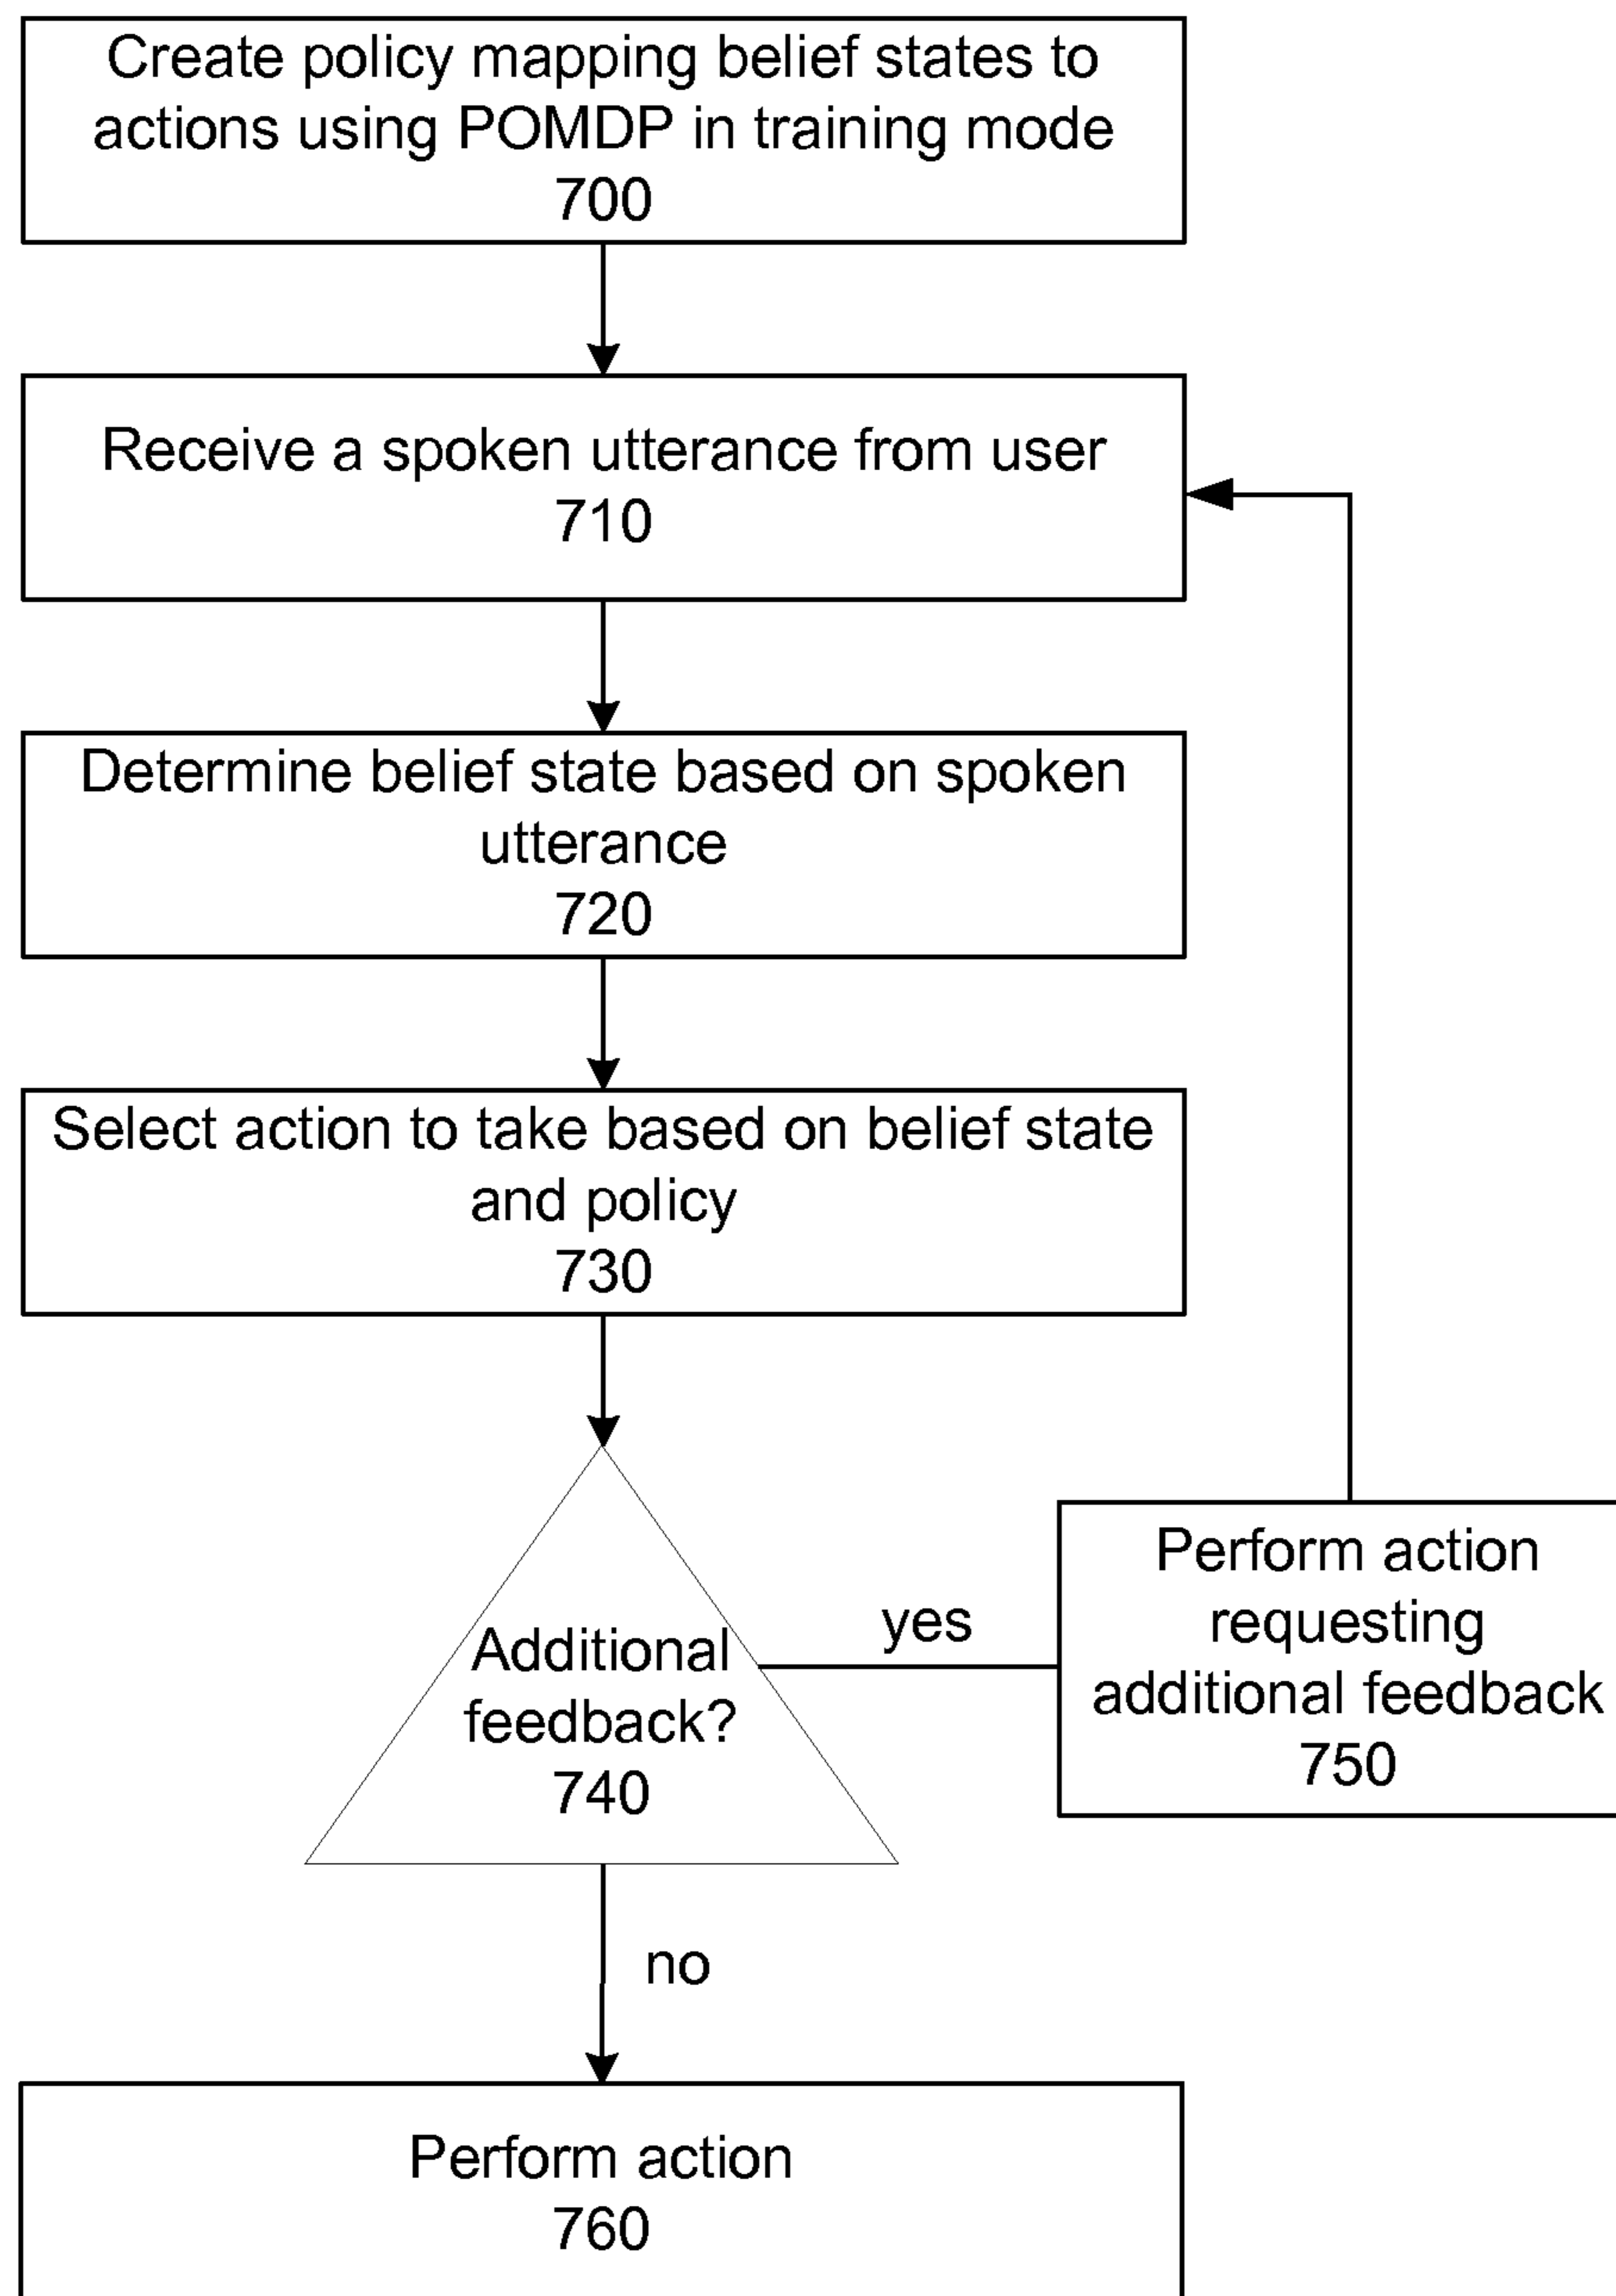 Create policy mapping belief states to
actions using POMDP in training mode
700
Receive a spoken utterance from user
710
Determine belief state based on spoken
utterance
720
Select action to take based on belief state
and policy
730
Additional
feedback?
740
yes
Perform action
requesting
additional feedback
750
no
Perform action
760